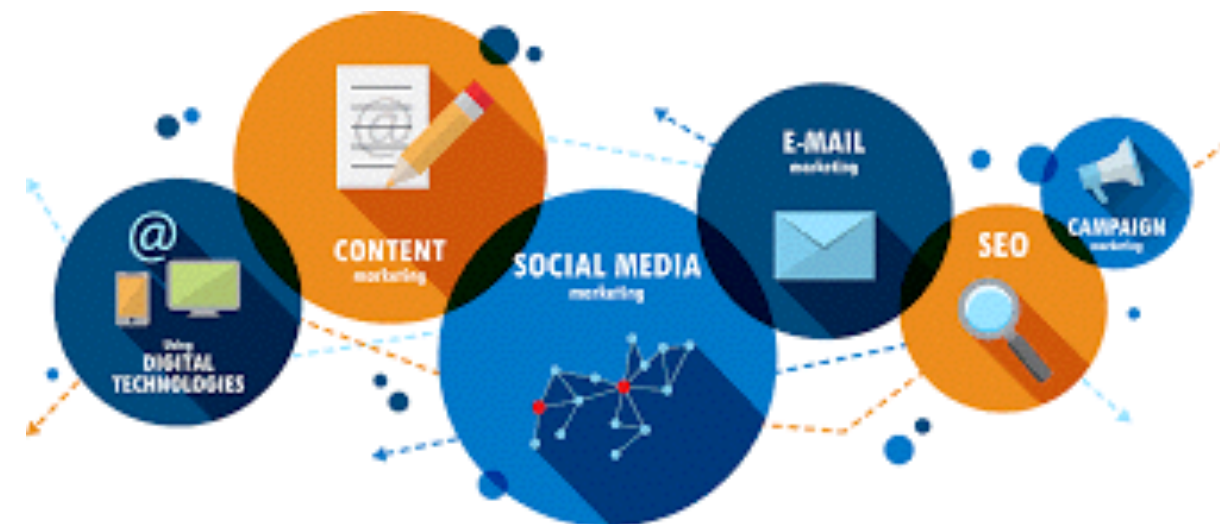 @
Using
DIGITAL
TECHNOLOGIES
@
CONTENT
marketing
SOCIAL MEDIA
marketing
E-MAIL
marketing
SEO
CAMPAIGN
marketing